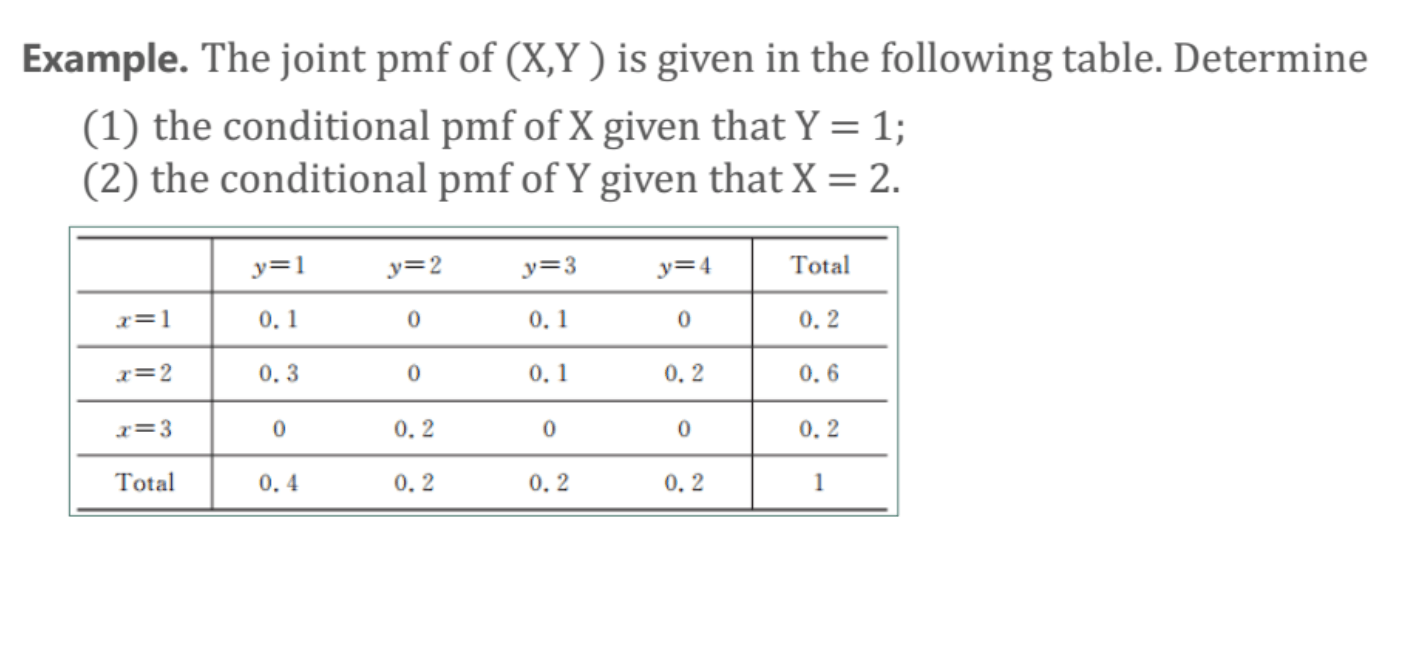 Example. The joint pmf of (X,Y ) is given in the following table. Determine
(1) the conditional pmf of X given that Y = 1;
(2) the conditional pmf of Y given that X = 2.
y=1 y=2 y=3 y=4 Total
x=1 0.1 0 0.1 0 0.2
x=2 0.3 0 0.1 0.2 0.6
x=3 0 0.2 0 0 0.2
Total 0.4 0.2 0.2 0.2 1